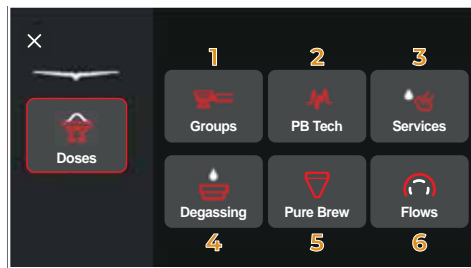 1 2 3
Groups PB Tech Services
Doses
Degassing Pure Brew Flows
4 5 6